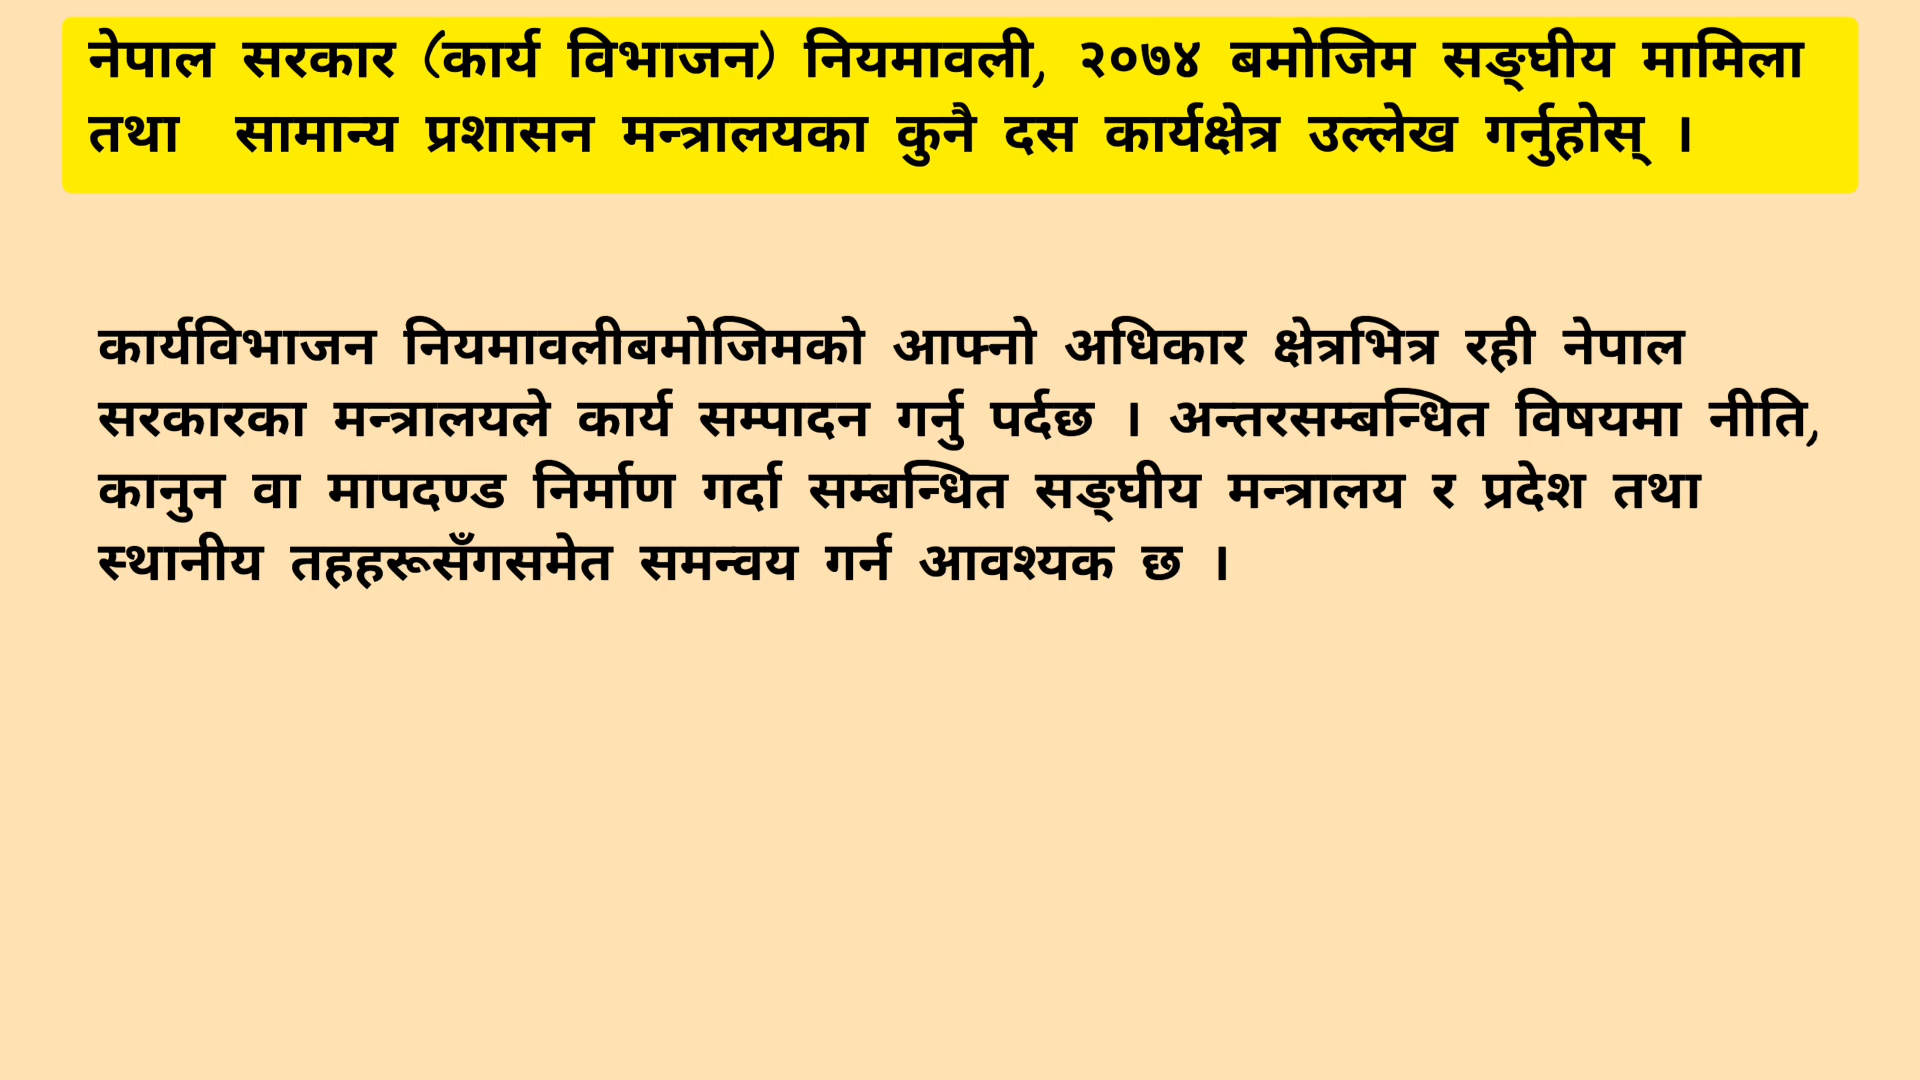 नेपाल सरकार (कार्य विभाजन) नियमावली, २०७४ बमोजिम सङ्घीय मामिला
तथा सामान्य प्रशासन मन्त्रालयका कुनै दस कार्यक्षेत्र उल्लेख गर्नुहोस् ।
कार्यविभाजन नियमावलीबमोजिमको आफ्नो अधिकार क्षेत्रभित्र रही नेपाल
सरकारका मन्त्रालयले कार्य सम्पादन गर्नु पर्दछ । अन्तरसम्बन्धित विषयमा नीति,
कानुन वा मापदण्ड निर्माण गर्दा सम्बन्धित सङ्घीय मन्त्रालय र प्रदेश तथा
स्थानीय तहहरूसँगसमेत समन्वय गर्न आवश्यक छ ।